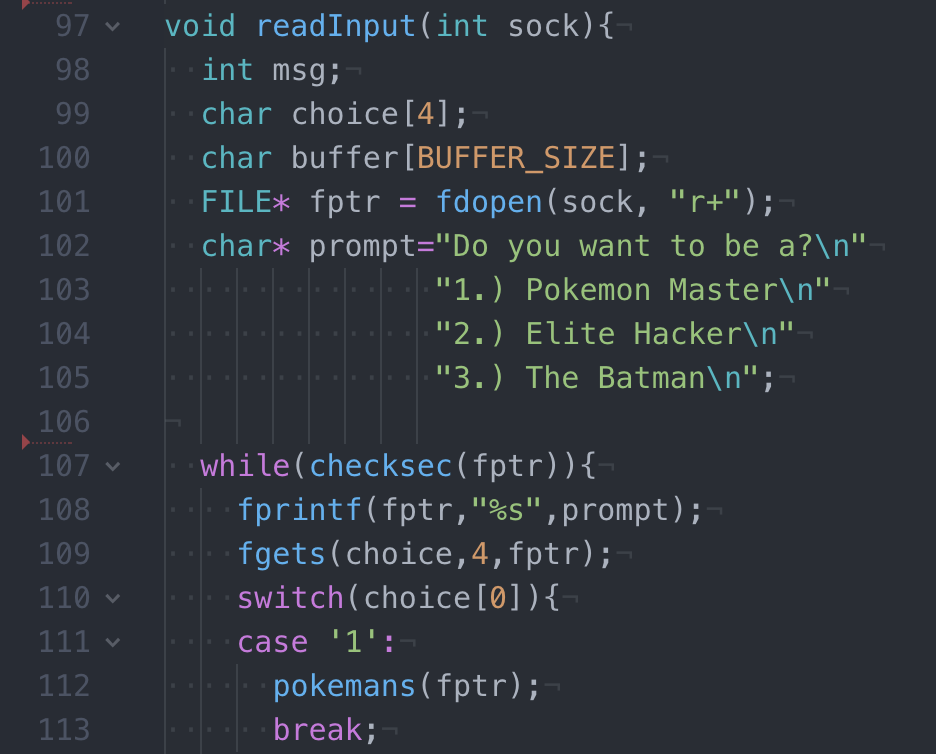 97 void readInput(int sock){
98 int msg;
99 char choice[4];
100 char buffer[BUFFER_SIZE];
101 FILE* fptr = fdopen(sock, "r+");
102 char* prompt="Do you want to be a?\n"
103 "1.) Pokemon Master\n"
104 "2.) Elite Hacker\n"
105 "3.) The Batman\n";
106
107 while(checksec(fptr)){
108 fprintf(fptr,"%s",prompt);
109 fgets(choice,4,fptr);
110 switch(choice[0]){
111 case '1':
112 pokemans(fptr);
113 break;